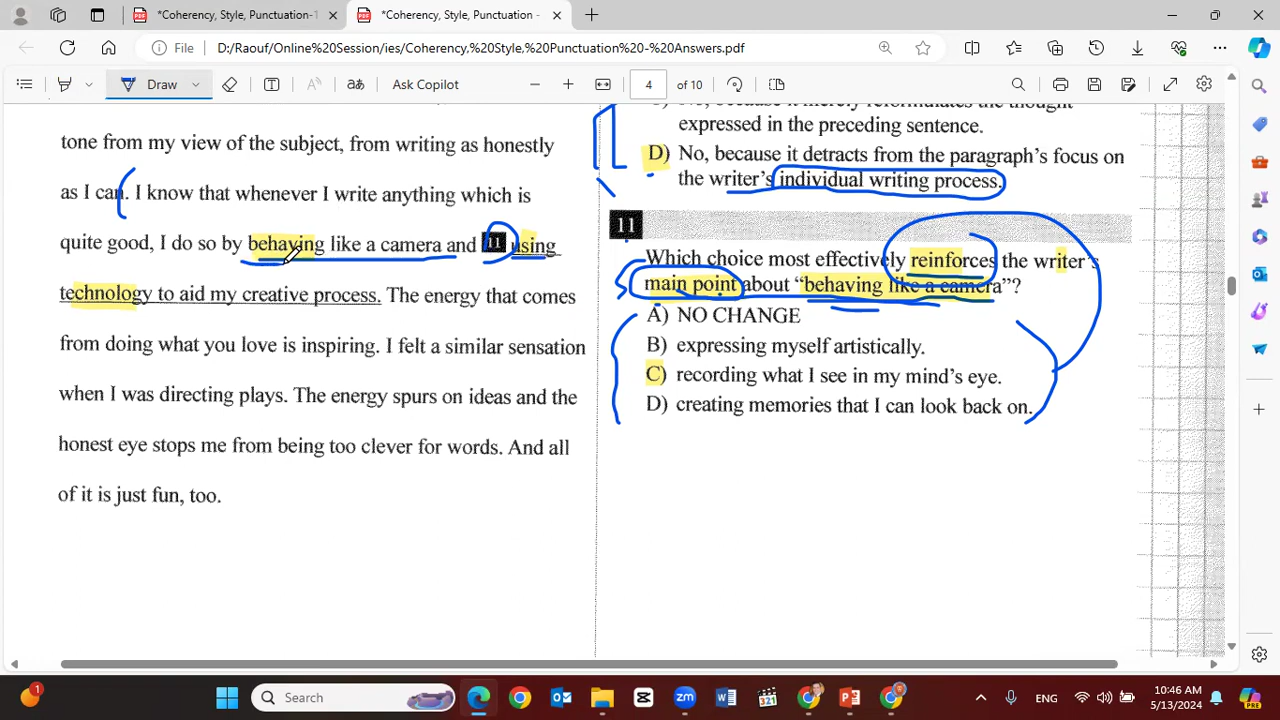 *Coherency, Style, Punctuation-1
*Coherency, Style, Punctuation -
File
D:/Raouf/Online%20Session/ies/Coherency,%20Style,%20Punctuation%20-%20Answers.pdf
Draw
Ask Copilot
4
of 10
expressed in the preceding sentence.
D) No, because it detracts from the paragraph's focus on
the writer's individual writing process.
tone from my view of the subject, from writing as honestly
as I can. I know that whenever I write anything which is
quite good, I do so by behaving like a camera and 11 using
technology to aid my creative process. The energy that comes
from doing what you love is inspiring. I felt a similar sensation
when I was directing plays. The energy spurs on ideas and the
honest eye stops me from being too clever for words. And all
of it is just fun, too.
11
Which choice most effectively reinforces the writer's
main point about "behaving like a camera"?
A) NO CHANGE
B) expressing myself artistically.
C) recording what I see in my mind's eye.
D) creating memories that I can look back on.
1
Search
321
ENG
10:46 AM
5/13/2024
PRE